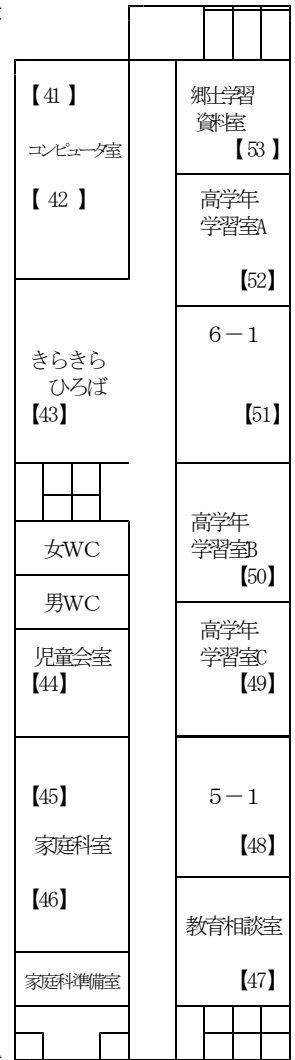 【41】
コンピュータ室
【 42 】
きらきら
ひろば
【43】
女WC
男WC
児童会室
【44】
【45】
家庭科室
【46】
家庭科準備室
郷土学習
資料室
【53】
高学年
学習室A
【52】
６－１
【51】
高学年
学習室B
【50】
高学年
学習室C
【49】
５－１
【48】
教育相談室
【47】